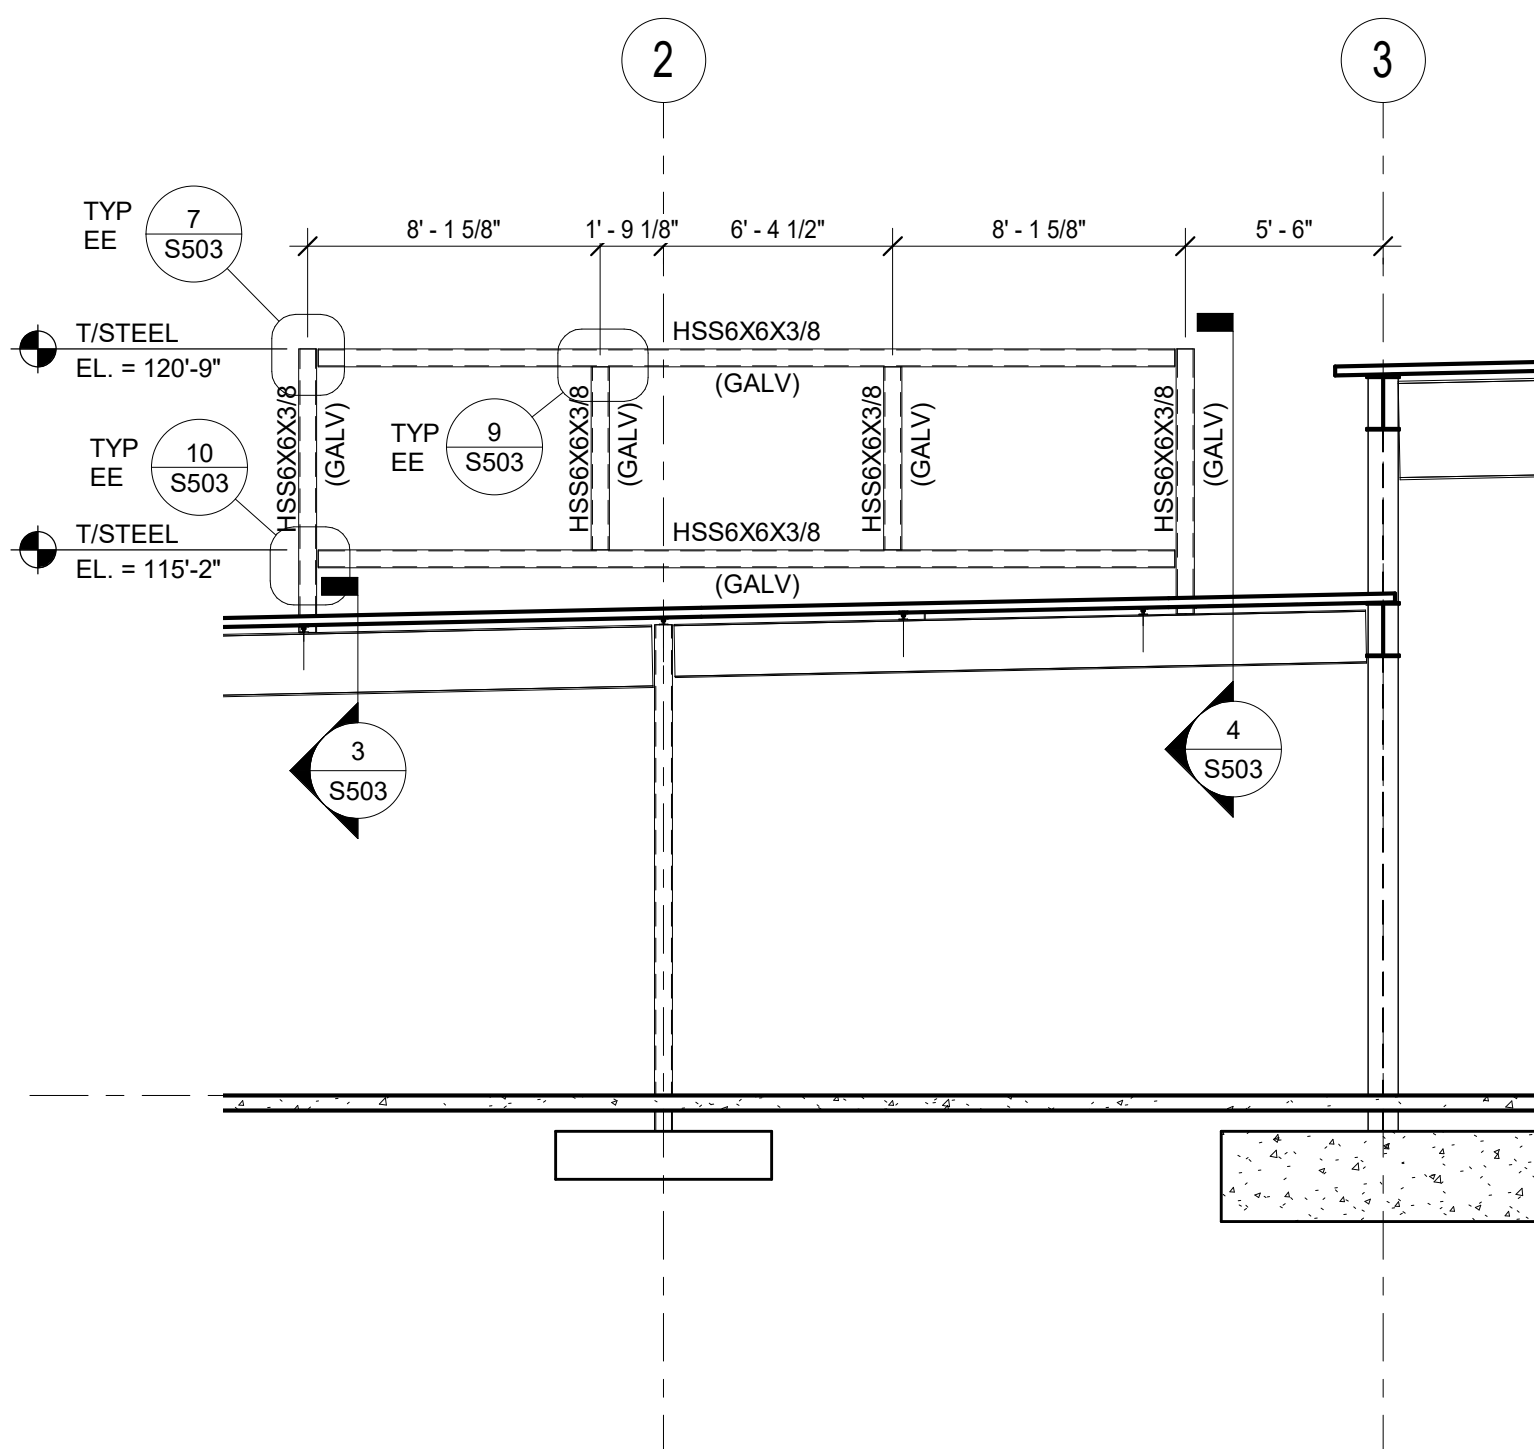 2
3
TYP
EE
7
S503
8' - 1 5/8"
1' - 9 1/8"
6' - 4 1/2"
8' - 1 5/8"
5' - 6"
T/STEEL
EL. = 120'-9"
HSS6X6X3/8
(GALV)
HSS6X6X3/8
(GALV)
HSS6X6X3/8
(GALV)
HSS6X6X3/8
(GALV)
HSS6X6X3/8
(GALV)
TYP
EE
9
S503
TYP
EE
10
S503
T/STEEL
EL. = 115'-2"
HSS6X6X3/8
(GALV)
3
S503
4
S503